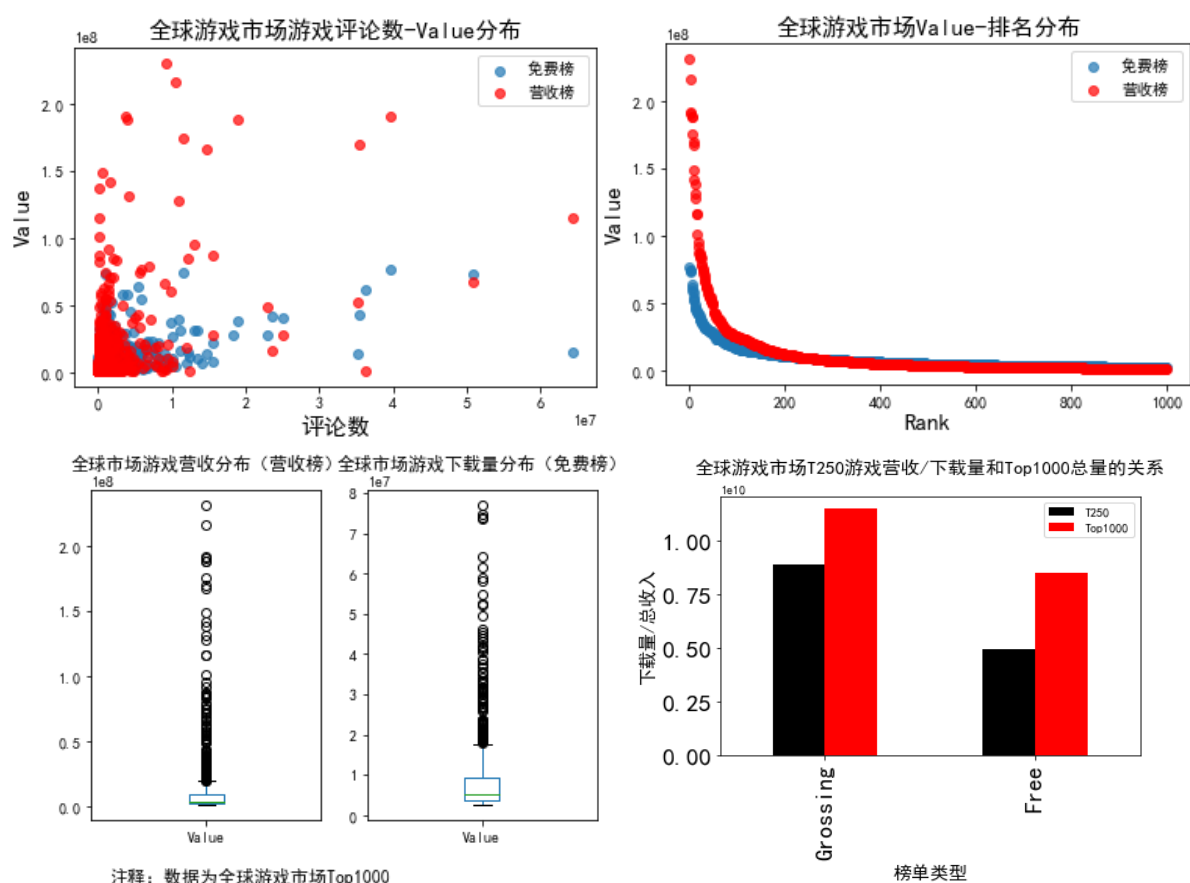 全球游戏市场游戏评论数-Value分布
1e8
免费榜
营收榜
2.0
1.5
1.0
0.5
0.0
Value
0 1 2 3 4 5 6
1e7
评论数
全球游戏市场Value-排名分布
1e8
免费榜
营收榜
2.0
1.5
1.0
0.5
0.0
Value
0 200 400 600 800 1000
Rank
全球市场游戏营收分布（营收榜）
1e8
2.0
1.5
1.0
0.5
0.0
Value
全球市场游戏下载量分布（免费榜）
1e7
8
7
6
5
4
3
2
1
0
Value
全球游戏市场T250游戏营收/下载量和Top1000总量的关系
1e10
T250
Top1000
1.00
0.75
0.50
0.25
0.00
下载量/总收入
Grossing Free
榜单类型
注释：数据为全球游戏市场Top1000